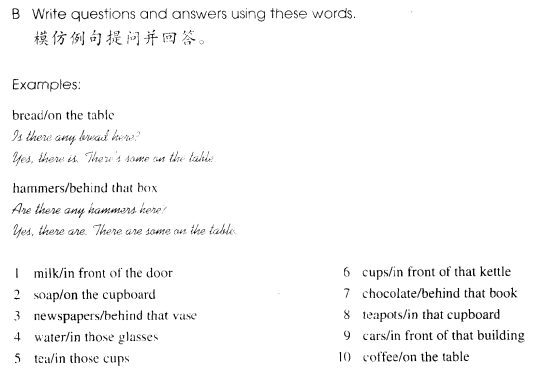 B Write questions and answers using these words.
模仿例句提问并回答。
Examples:
bread/on the table
Is there any bread here?
Yes, there is. There's some on the table
hammers/behind that box
Are there any hammers here?
Yes, there are. There are some on the table.
1 milk/in front of the door
2 soap/on the cupboard
3 newspapers/behind that vase
4 water/in those glasses
5 tea/in those cups
6 cups/in front of that kettle
7 chocolate/behind that book
8 teapots/in that cupboard
9 cars/in front of that building
10 coffee/on the table